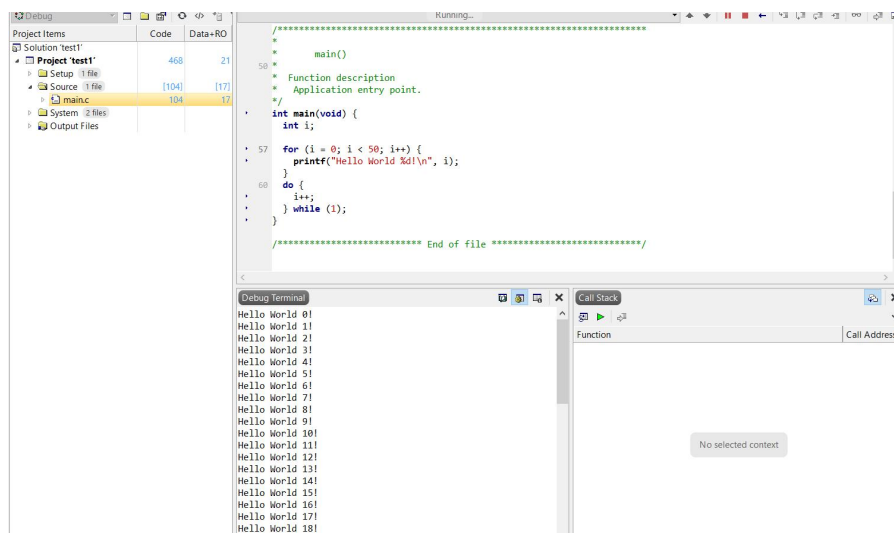 Debug
Running...
Project Items Code Data+RO
Solution 'test1'
Project 'test1' 468 21
Setup 1 file
Source 1 file [104] [17]
main.c 104 17
System 2 files
Output Files
/*********************************************************************
*
*       main()
50 *
*  Function description
*   Application entry point.
*/
int main(void) {
  int i;
57   for (i = 0; i < 50; i++) {
    printf("Hello World %d!\n", i);
  }
60   do {
    i++;
  } while (1);
}
/*************************** End of file ****************************/
Debug Terminal
Hello World 0!
Hello World 1!
Hello World 2!
Hello World 3!
Hello World 4!
Hello World 5!
Hello World 6!
Hello World 7!
Hello World 8!
Hello World 9!
Hello World 10!
Hello World 11!
Hello World 12!
Hello World 13!
Hello World 14!
Hello World 15!
Hello World 16!
Hello World 17!
Hello World 18!
Call Stack
Function Call Address
No selected context